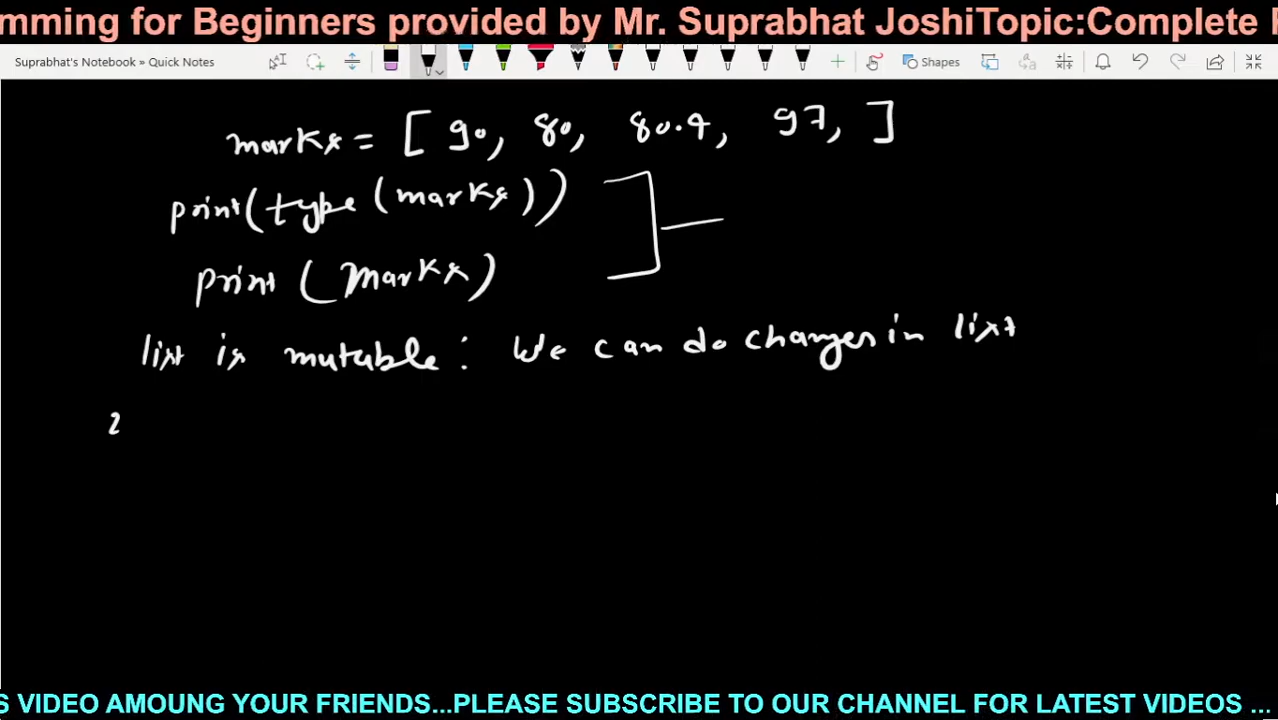 mming for Beginners provided by Mr. Suprabhat JoshiTopic:Complete
Suprabhat's Notebook » Quick Notes
Shapes
marks = [ 90, 80, 80.9, 97, ]
print(type(marks))
print (marks)
list is mutable: We can do changes in list
2
S VIDEO AMOUNG YOUR FRIENDS...PLEASE SUBSCRIBE TO OUR CHANNEL FOR LATEST VIDEOS ...